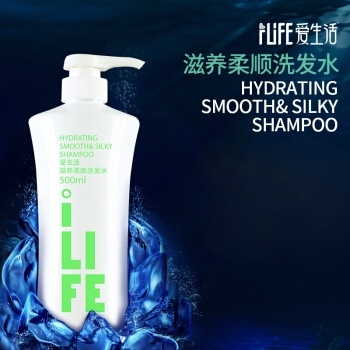 iLIFE爱生活
滋养柔顺洗发水
HYDRATING
SMOOTH& SILKY
SHAMPOO
HYDRATING
SMOOTH& SILKY
SHAMPOO
爱生活
滋养柔顺洗发水
500ml
iLIFE